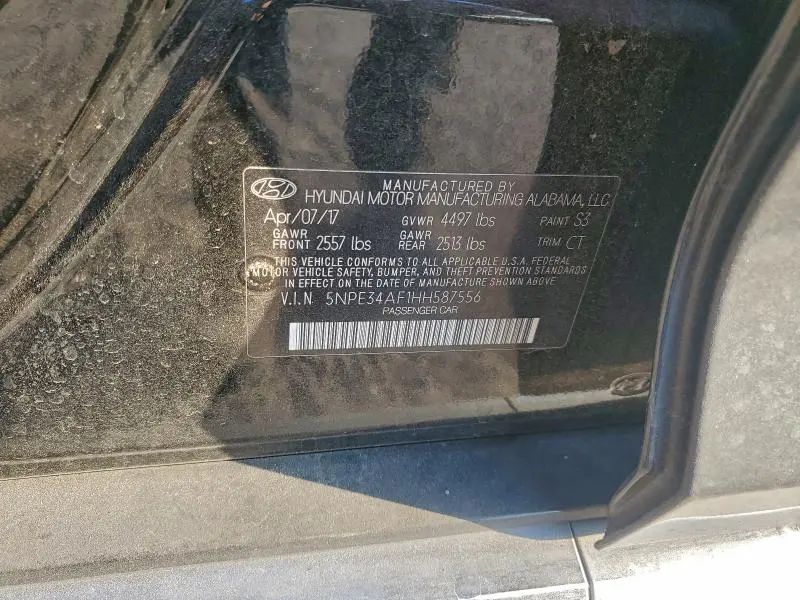 MANUFACTURED BY
HYUNDAI MOTOR MANUFACTURING ALABAMA, LLC
Apr/07/17 GVWR 4497 lbs PAINT S3
GAWR FRONT 2557 lbs GAWR REAR 2513 lbs TRIM CT
THIS VEHICLE CONFORMS TO ALL APPLICABLE U.S.A. FEDERAL
MOTOR VEHICLE SAFETY, BUMPER, AND THEFT PREVENTION STANDARDS
IN EFFECT ON THE DATE OF MANUFACTURE SHOWN ABOVE
V.I.N 5NPE34AF1HH587556
PASSENGER CAR